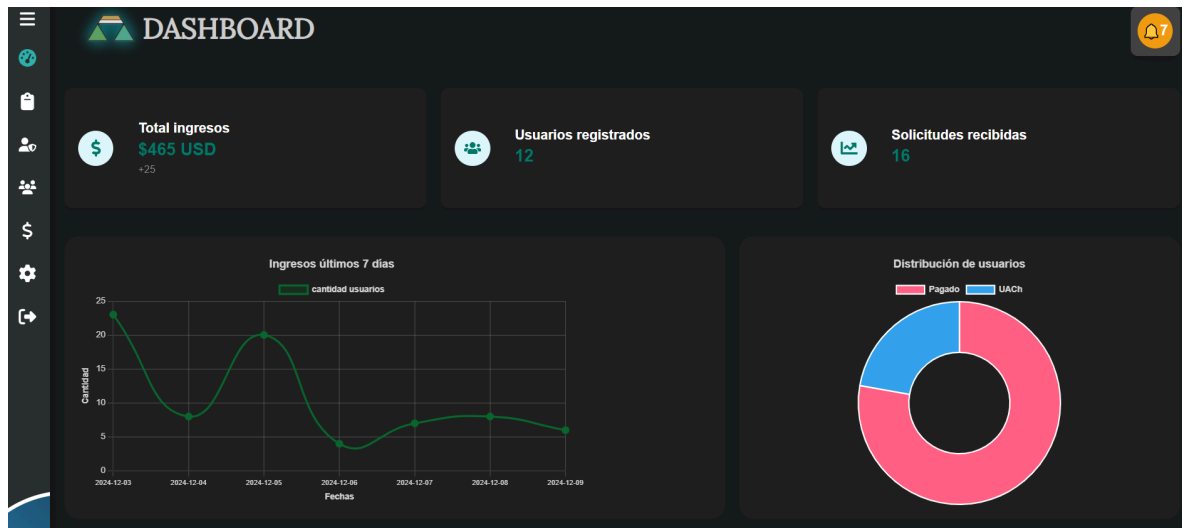 DASHBOARD
7
Total ingresos
$465 USD
+25
Usuarios registrados
12
Solicitudes recibidas
16
Ingresos últimos 7 días
cantidad usuarios
25
20
15
10
5
0
Cantidad
2024-12-03 2024-12-04 2024-12-05 2024-12-06 2024-12-07 2024-12-08 2024-12-09
Fechas
Distribución de usuarios
Pagado UACh